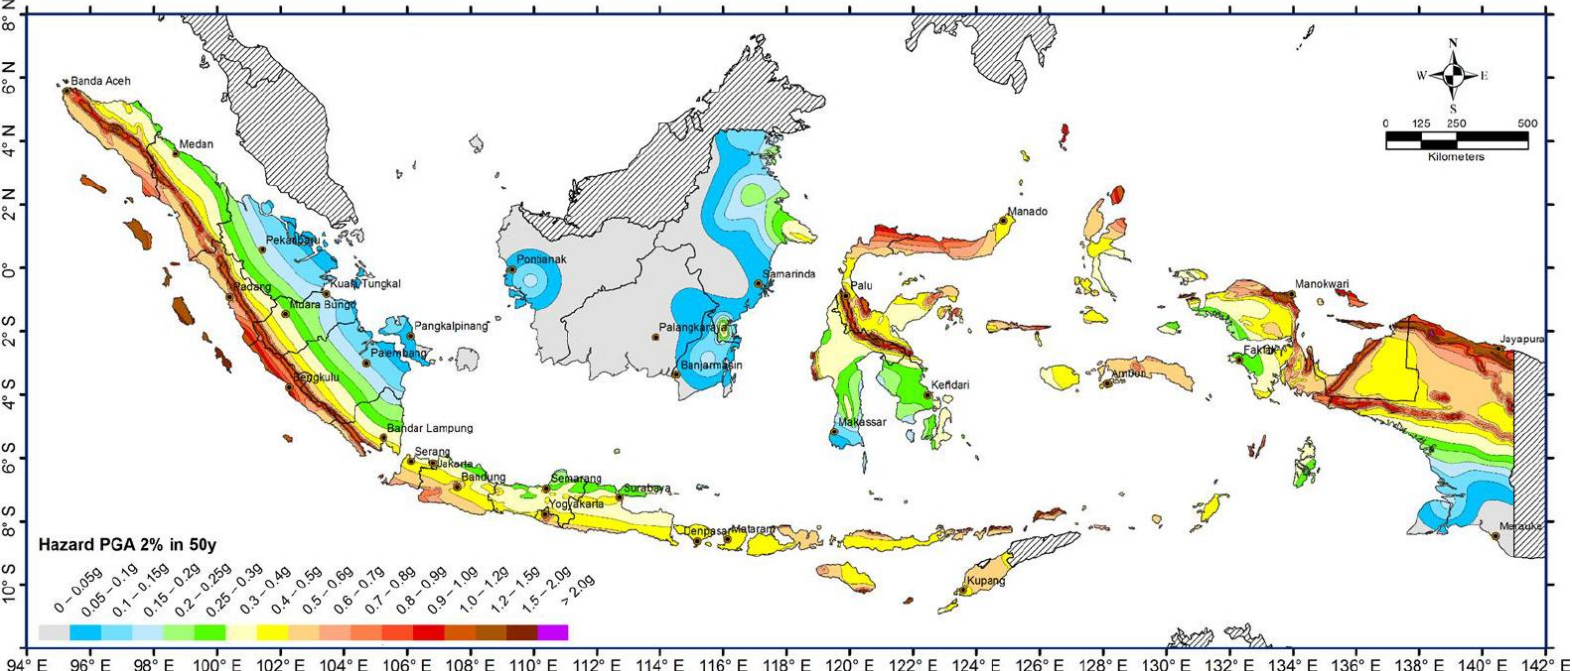 8° N
6° N
4° N
2° N
0°
2° S
4° S
6° S
8° S
10° S
Banda Aceh
Medan
Pekanbaru
Padang
Kuala Tungkal
Muara Bungo
Pangkalpinang
Palembang
Bengkulu
Bandar Lampung
Serang
Jakarta
Bandung
Semarang
Surabaya
Yogyakarta
Denpasar
Mataram
Kupang
Pontianak
Samarinda
Palangkaraya
Banjarmasin
Manado
Palu
Kendari
Makassar
Ambon
Manokwari
Jayapura
Merauke
N
W E
S
0 125 250 500
Kilometers
Hazard PGA 2% in 50y
0 – 0.05g
0.05 – 0.1g
0.1 – 0.15g
0.15 – 0.2g
0.2 – 0.25g
0.25 – 0.3g
0.3 – 0.4g
0.4 – 0.5g
0.5 – 0.6g
0.6 – 0.7g
0.7 – 0.8g
0.8 – 0.9g
0.9 – 1.0g
1.0 – 1.2g
1.2 – 1.5g
1.5 – 2.0g
> 2.0g
94° E 96° E 98° E 100° E 102° E 104° E 106° E 108° E 110° E 112° E 114° E 116° E 118° E 120° E 122° E 124° E 126° E 128° E 130° E 132° E 134° E 136° E 138° E 140° E 142° E